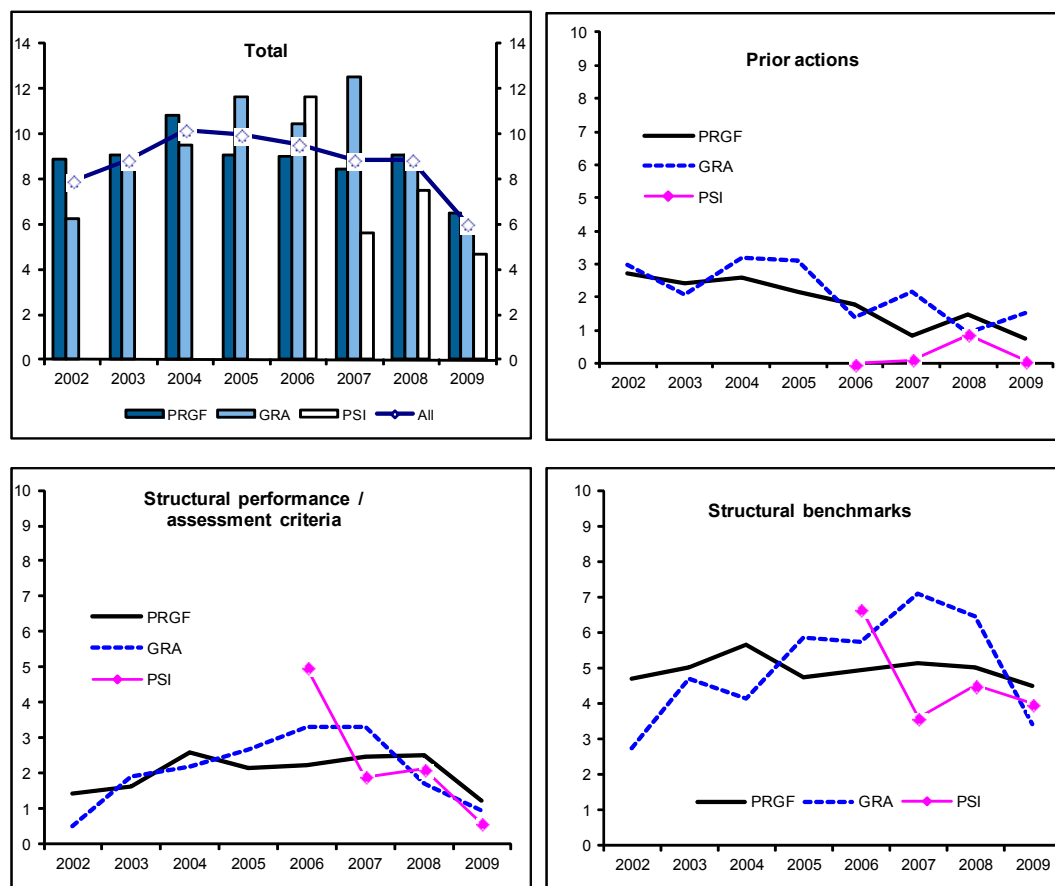 Total
14 14
12 12
10 10
8 8
6 6
4 4
2 2
0 0
2002 2003 2004 2005 2006 2007 2008 2009
PRGF GRA PSI All
Prior actions
10
9
8
7
6
5
4
3
2
1
0
PRGF
GRA
PSI
2002 2003 2004 2005 2006 2007 2008 2009
Structural performance /
assessment criteria
10
9
8
7
6
5
4
3
2
1
0
PRGF
GRA
PSI
2002 2003 2004 2005 2006 2007 2008 2009
Structural benchmarks
10
9
8
7
6
5
4
3
2
1
0
PRGF GRA PSI
2002 2003 2004 2005 2006 2007 2008 2009